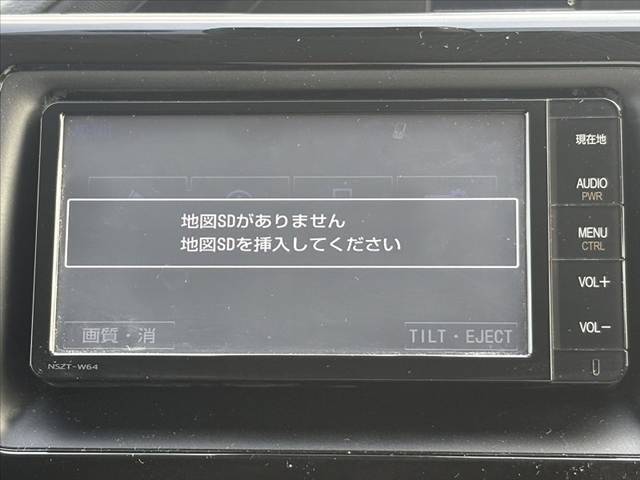 地図SDがありません
地図SDを挿入してください
画質・消
TILT・EJECT
NSZT-W64
現在地
AUDIO
PWR
MENU
CTRL
VOL+
VOL−